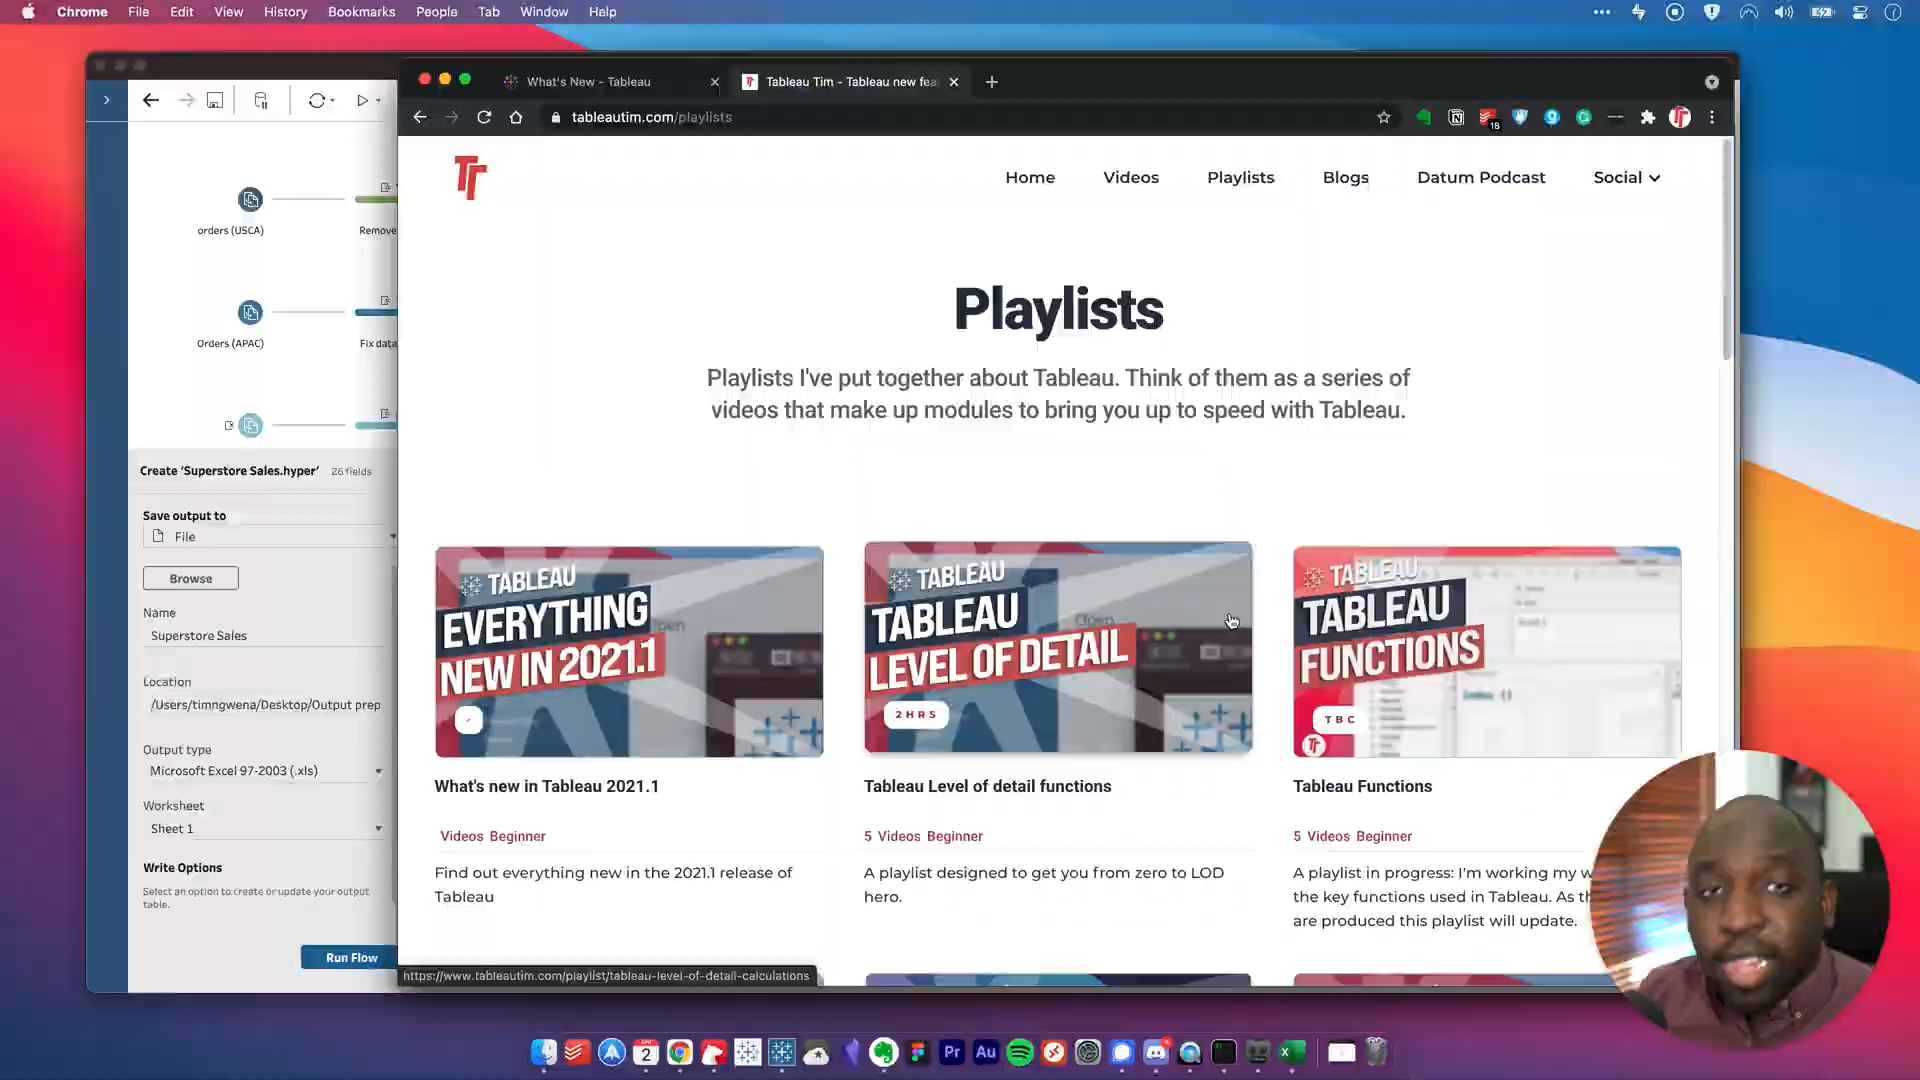 Chrome File Edit View History Bookmarks People Tab Window Help
What's New - Tableau
Tableau Tim - Tableau new fea
tableautim.com/playlists
18
Home Videos Playlists Blogs Datum Podcast Social
orders (USCA)
Remove
Orders (APAC)
Fix data
Create 'Superstore Sales.hyper' 26 fields
Save output to
File
Browse
Name
Superstore Sales
Location
/Users/timngwena/Desktop/Output prep
Output type
Microsoft Excel 97-2003 (.xls)
Worksheet
Sheet 1
Write Options
Select an option to create or update your output
table.
Run Flow
Playlists
Playlists I've put together about Tableau. Think of them as a series of
videos that make up modules to bring you up to speed with Tableau.
TABLEAU
EVERYTHING
NEW IN 2021.1
What's new in Tableau 2021.1
Videos Beginner
Find out everything new in the 2021.1 release of
Tableau
TABLEAU
TABLEAU
LEVEL OF DETAIL
Open
2HRS
Tableau Level of detail functions
5 Videos Beginner
A playlist designed to get you from zero to LOD
hero.
TABLEAU
TABLEAU
FUNCTIONS
TBC
Tableau Functions
5 Videos Beginner
A playlist in progress: I'm working my w
the key functions used in Tableau. As th
are produced this playlist will update.
https://www.tableautim.com/playlist/tableau-level-of-detail-calculations
2
Pr
Au